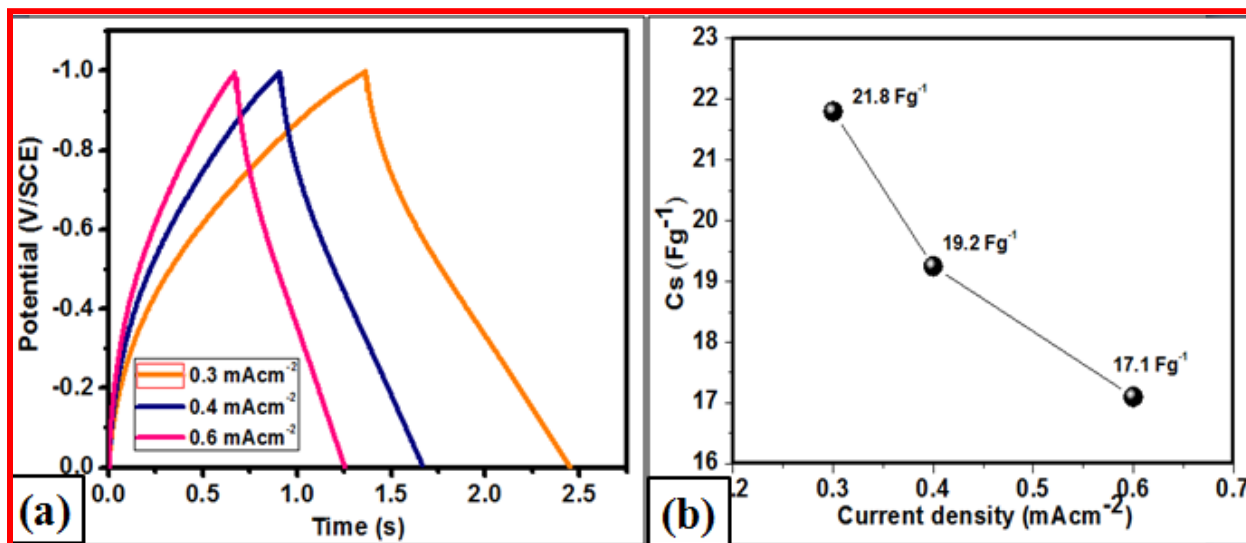 -1.0
-0.8
-0.6
-0.4
-0.2
0.0
Potential (V/SCE)
0.3 mAcm⁻²
0.4 mAcm⁻²
0.6 mAcm⁻²
0.0 0.5 1.0 1.5 2.0 2.5
Time (s)
(a)
23
22
21
20
19
18
17
16
Cs (Fg⁻¹)
21.8 Fg⁻¹
19.2 Fg⁻¹
17.1 Fg⁻¹
.2 0.3 0.4 0.5 0.6 0.7
Current density (mAcm⁻²)
(b)